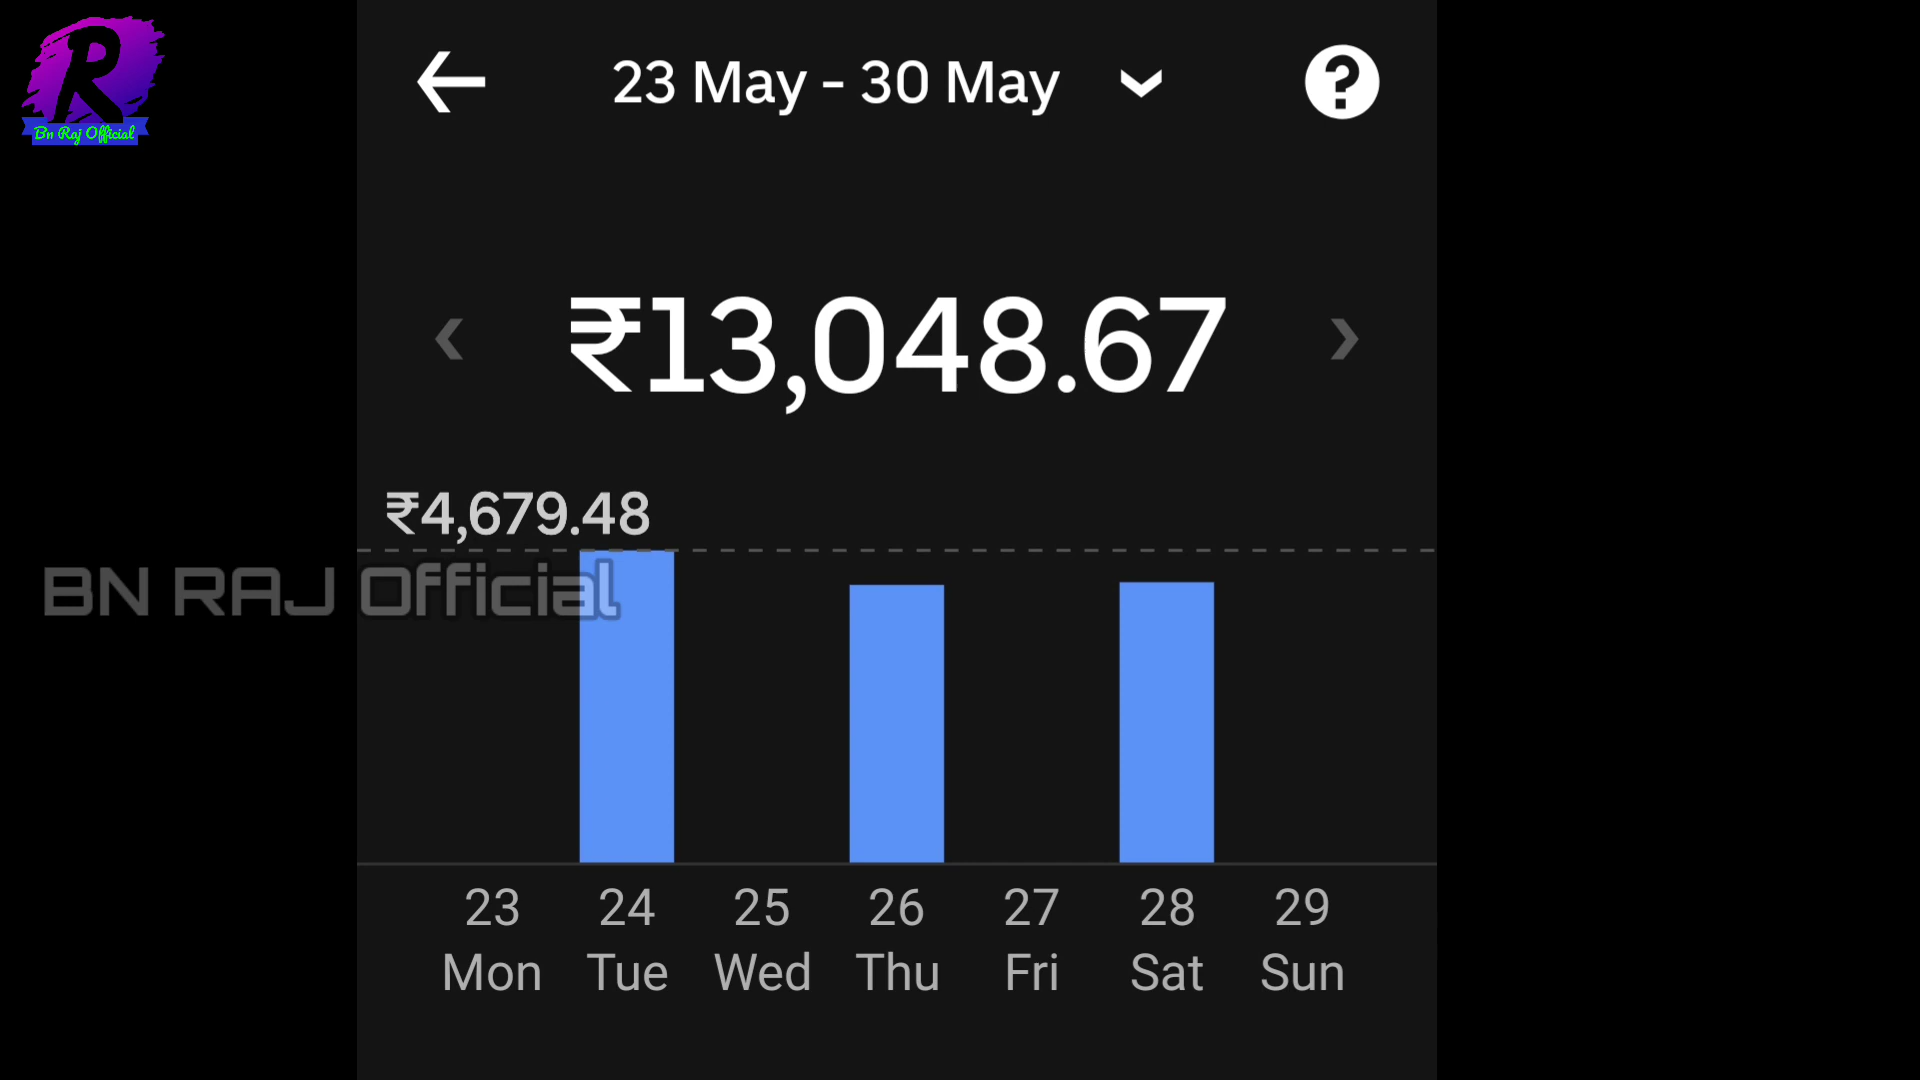 R
Bn Raj Official
23 May - 30 May
?
₹13,048.67
₹4,679.48
BN RAJ Official
23 24 25 26 27 28 29
Mon Tue Wed Thu Fri Sat Sun